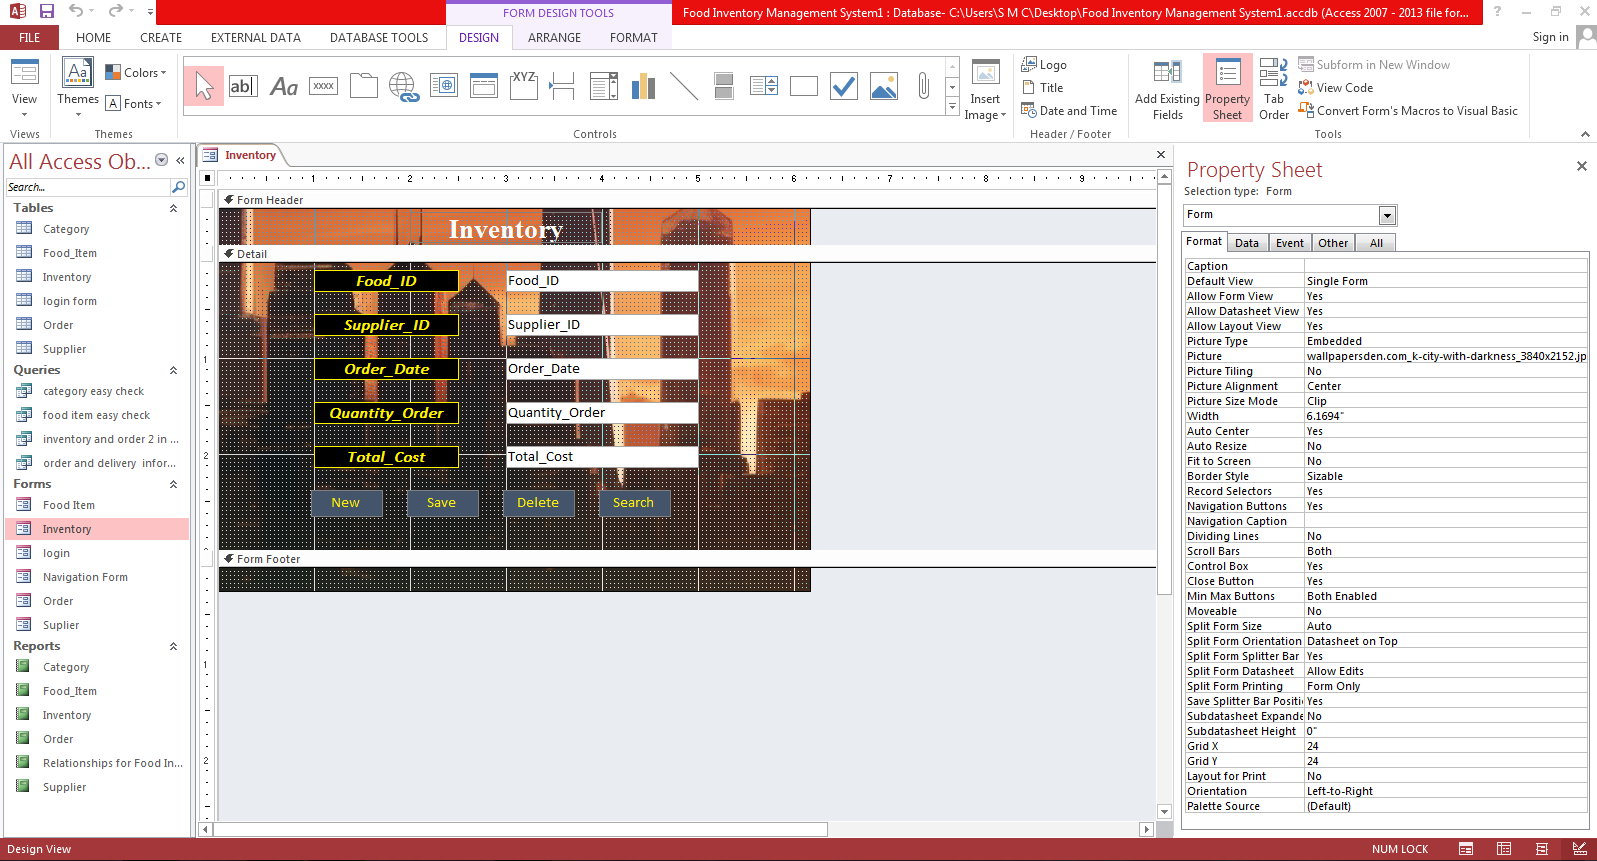 FORM DESIGN TOOLS
Food Inventory Management System1 : Database- C:\Users\S M C\Desktop\Food Inventory Management System1.accdb (Access 2007 - 2013 file for...
?
FILE HOME CREATE EXTERNAL DATA DATABASE TOOLS DESIGN ARRANGE FORMAT Sign in
View
Views
Aa
Themes
Colors
A Fonts
Themes
ab| Aa xxxx XYZ
Controls
Insert
Image
Logo
Title
Date and Time
Header / Footer
Add Existing
Fields
Property
Sheet
Tab
Order
Subform in New Window
View Code
Convert Form's Macros to Visual Basic
Tools
All Access Ob...
Search...
Tables
Category
Food_Item
Inventory
login form
Order
Supplier
Queries
category easy check
food item easy check
inventory and order 2 in ...
order and delivery infor...
Forms
Food Item
Inventory
login
Navigation Form
Order
Suplier
Reports
Category
Food_Item
Inventory
Order
Relationships for Food In...
Supplier
Inventory
1 2 3 4 5 6 7 8 9
Form Header
Inventory
Detail
Food_ID Food_ID
Supplier_ID Supplier_ID
1
Order_Date Order_Date
Quantity_Order Quantity_Order
2
Total_Cost Total_Cost
New Save Delete Search
Form Footer
1
2
Property Sheet
Selection type: Form
Form
Format Data Event Other All
Caption
Default View Single Form
Allow Form View Yes
Allow Datasheet View Yes
Allow Layout View Yes
Picture Type Embedded
Picture wallpapersden.com_k-city-with-darkness_3840x2152.jp
Picture Tiling No
Picture Alignment Center
Picture Size Mode Clip
Width 6.1694"
Auto Center Yes
Auto Resize No
Fit to Screen No
Border Style Sizable
Record Selectors Yes
Navigation Buttons Yes
Navigation Caption
Dividing Lines No
Scroll Bars Both
Control Box Yes
Close Button Yes
Min Max Buttons Both Enabled
Moveable No
Split Form Size Auto
Split Form Orientation Datasheet on Top
Split Form Splitter Bar Yes
Split Form Datasheet Allow Edits
Split Form Printing Form Only
Save Splitter Bar Positi Yes
Subdatasheet Expande No
Subdatasheet Height 0"
Grid X 24
Grid Y 24
Layout for Print No
Orientation Left-to-Right
Palette Source (Default)
Design View NUM LOCK